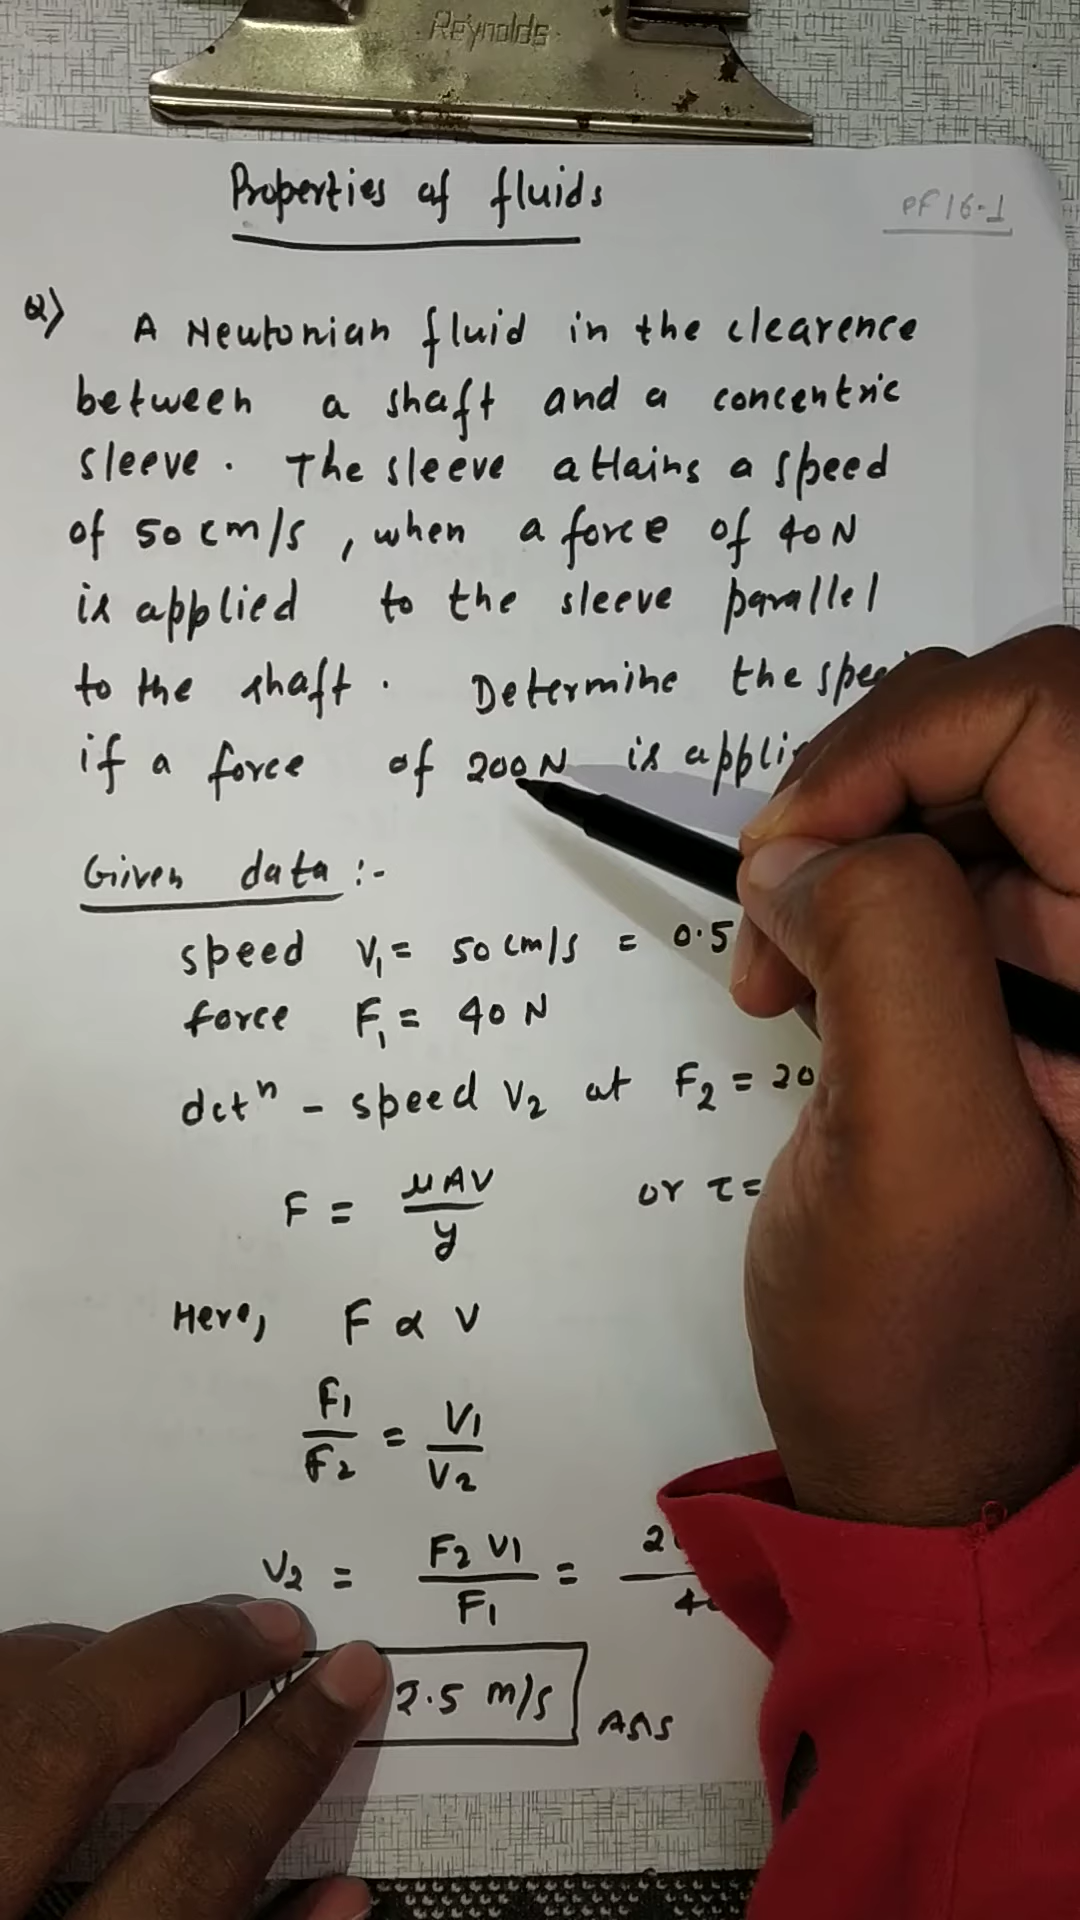 Reynolds
Properties of fluids
PF 16-1
Q) A Newtonian fluid in the clearence
between a shaft and a concentric
sleeve. The sleeve attains a speed
of 50 cm/s, when a force of 40 N
is applied to the sleeve parallel
to the shaft. Determine the
if a force of 200 N is
Given data :-
speed V₁ = 50 cm/s = 0.5
force F₁ = 40 N
dctⁿ - speed V₂ at F₂ = 20
F = μAV/y or τ =
Here, F α V
F₁/F₂ = V₁/V₂
V₂ = F₂ V₁/F₁ =
2.5 m/s Ans